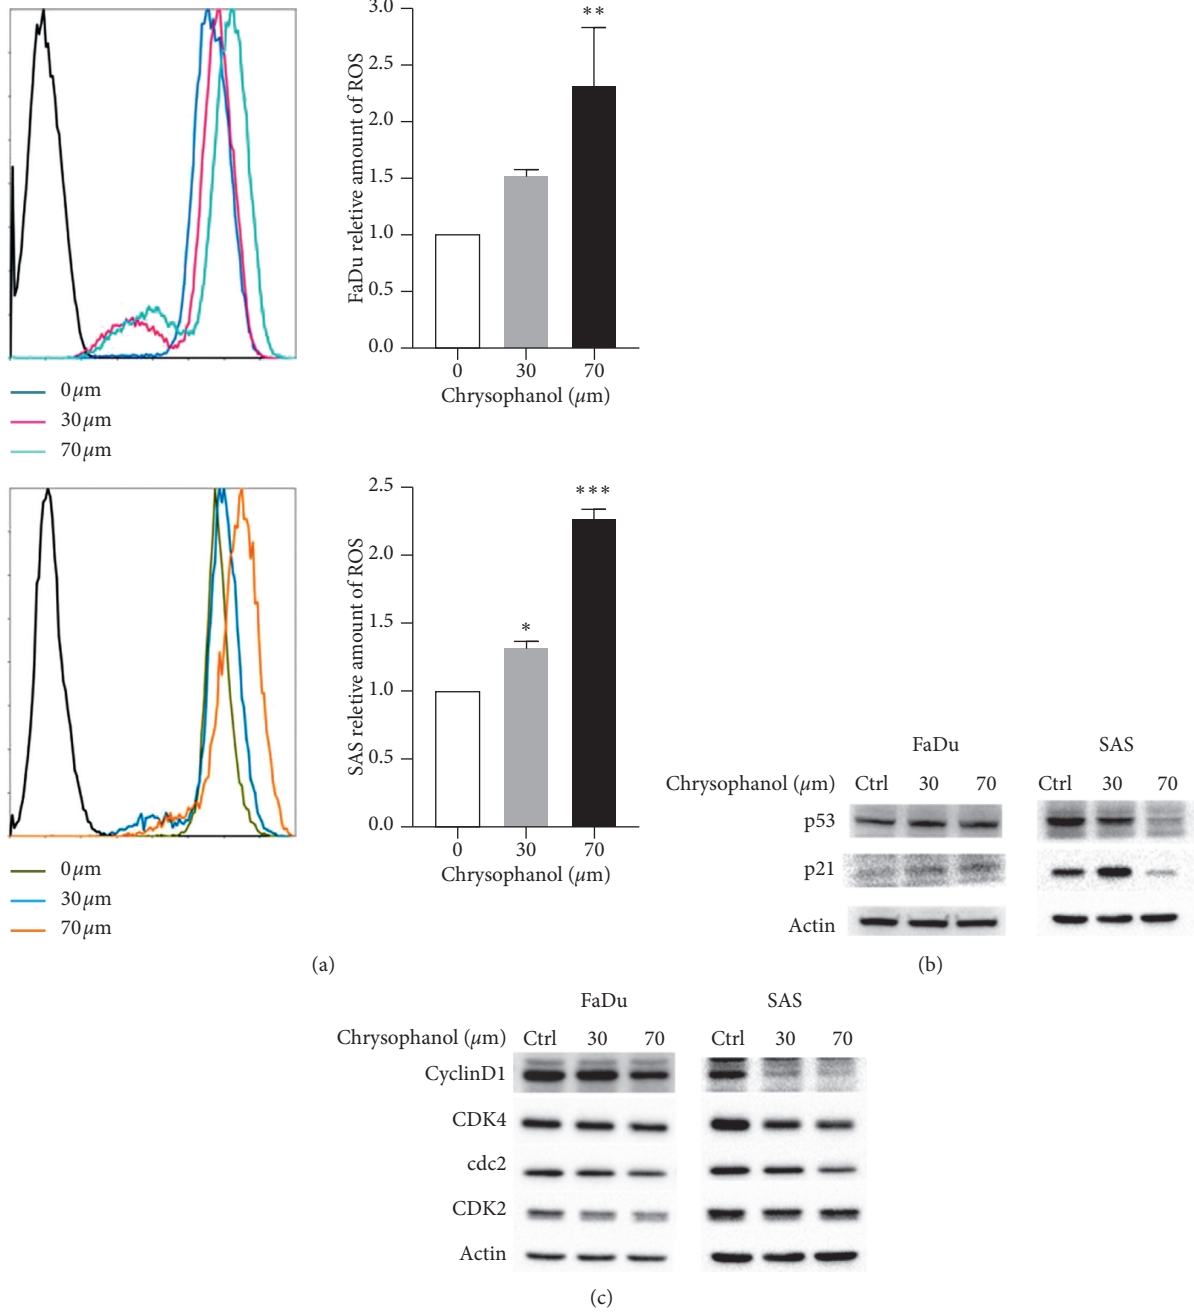 3.0
2.5
2.0
1.5
1.0
0.5
0.0
FaDu reletive amount of ROS
**
0 30 70
Chrysophanol (μm)
0 μm
30 μm
70 μm
2.5
2.0
1.5
1.0
0.5
0.0
SAS reletive amount of ROS
*
***
0 30 70
Chrysophanol (μm)
0 μm
30 μm
70 μm
(a)
FaDu SAS
Chrysophanol (μm) Ctrl 30 70 Ctrl 30 70
p53
p21
Actin
(b)
FaDu SAS
Chrysophanol (μm) Ctrl 30 70 Ctrl 30 70
CyclinD1
CDK4
cdc2
CDK2
Actin
(c)